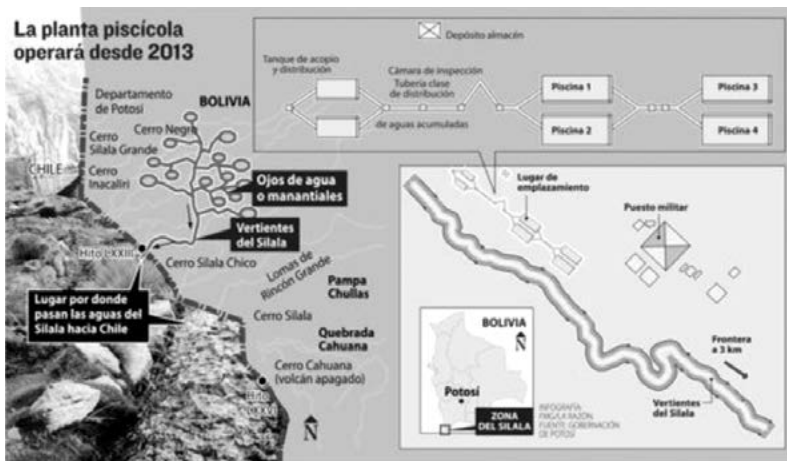 La planta piscícola
operará desde 2013
Departamento
de Potosí
BOLIVIA
Cerro Negro
Cerro
Silala Grande
CHILE
Cerro
Inacaliri
Ojos de agua
o manantiales
Vertientes
del Silala
Hito LXXIII
Cerro Silala Chico
Lomas de
Rincón Grande
Pampa
Chullas
Lugar por donde
pasan las aguas del
Silala hacia Chile
Cerro Silala
Quebrada
Cahuana
Cerro Cahuana
(volcán apagado)
Hito
LXXVI
N
Depósito almacén
Tanque de acopio
y distribución
Cámara de inspección
Tubería clase
de distribución
de aguas acumuladas
Piscina 1
Piscina 2
Piscina 3
Piscina 4
Lugar de
emplazamiento
Puesto militar
BOLIVIA
N
Potosí
ZONA
DEL SILALA
INFOGRAFÍA:
FUENTE: GOBERNACIÓN
DE POTOSÍ
Frontera
a 3 km
Vertientes
del Silala